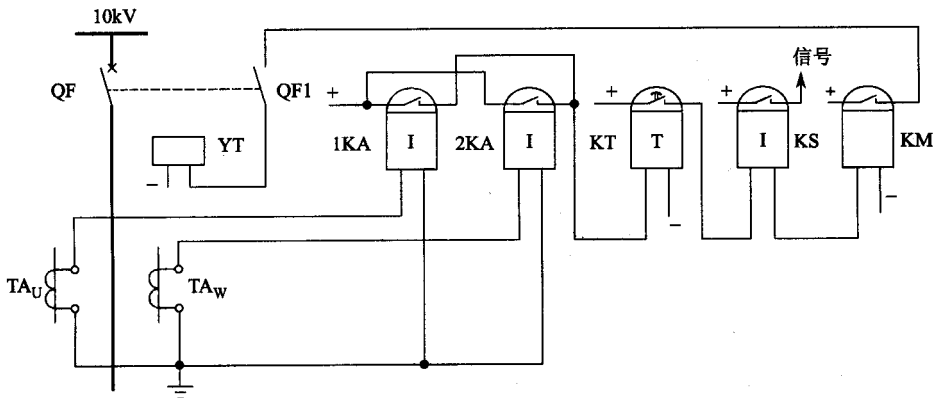 10kV
信号
QF
QF1
+
+
+
+
YT
1KA
I
2KA
I
KT
T
I
KS
KM
−
−
−
TAU
TAW